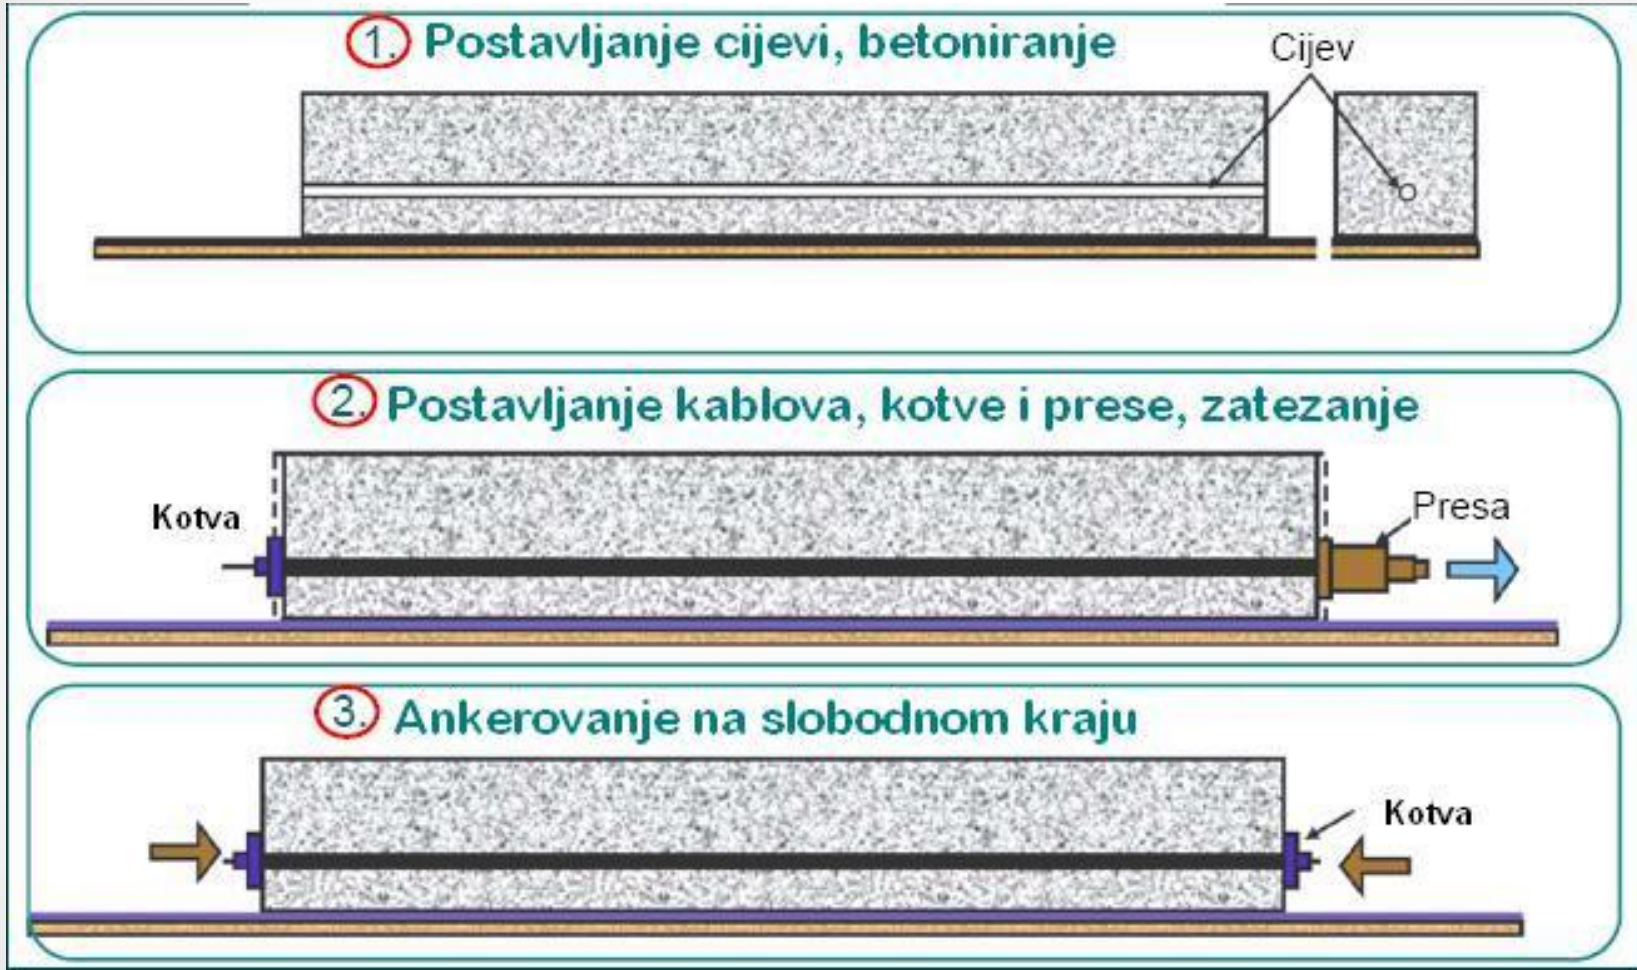 1. Postavljanje cijevi, betoniranje
Cijev
2. Postavljanje kablova, kotve i prese, zatezanje
Kotva
Presa
3. Ankerovanje na slobodnom kraju
Kotva